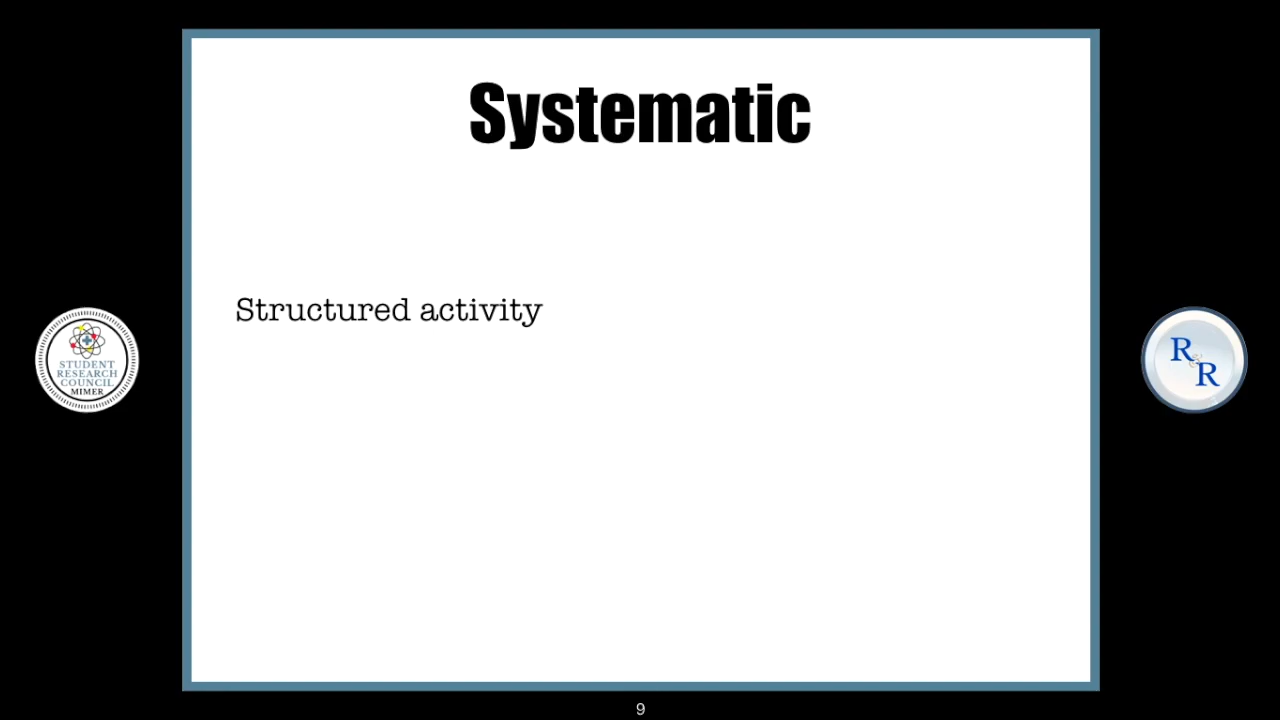 Systematic
Structured activity
STUDENT
RESEARCH
COUNCIL
MIMER
R
&
R
9